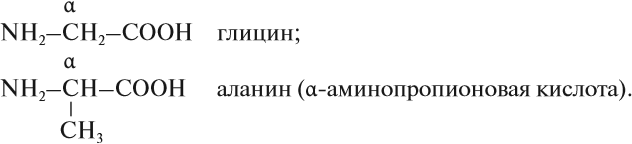 α
NH₂–CH₂–COOH глицин;
α
NH₂–CH–COOH аланин (α-аминопропионовая кислота).
|
CH₃